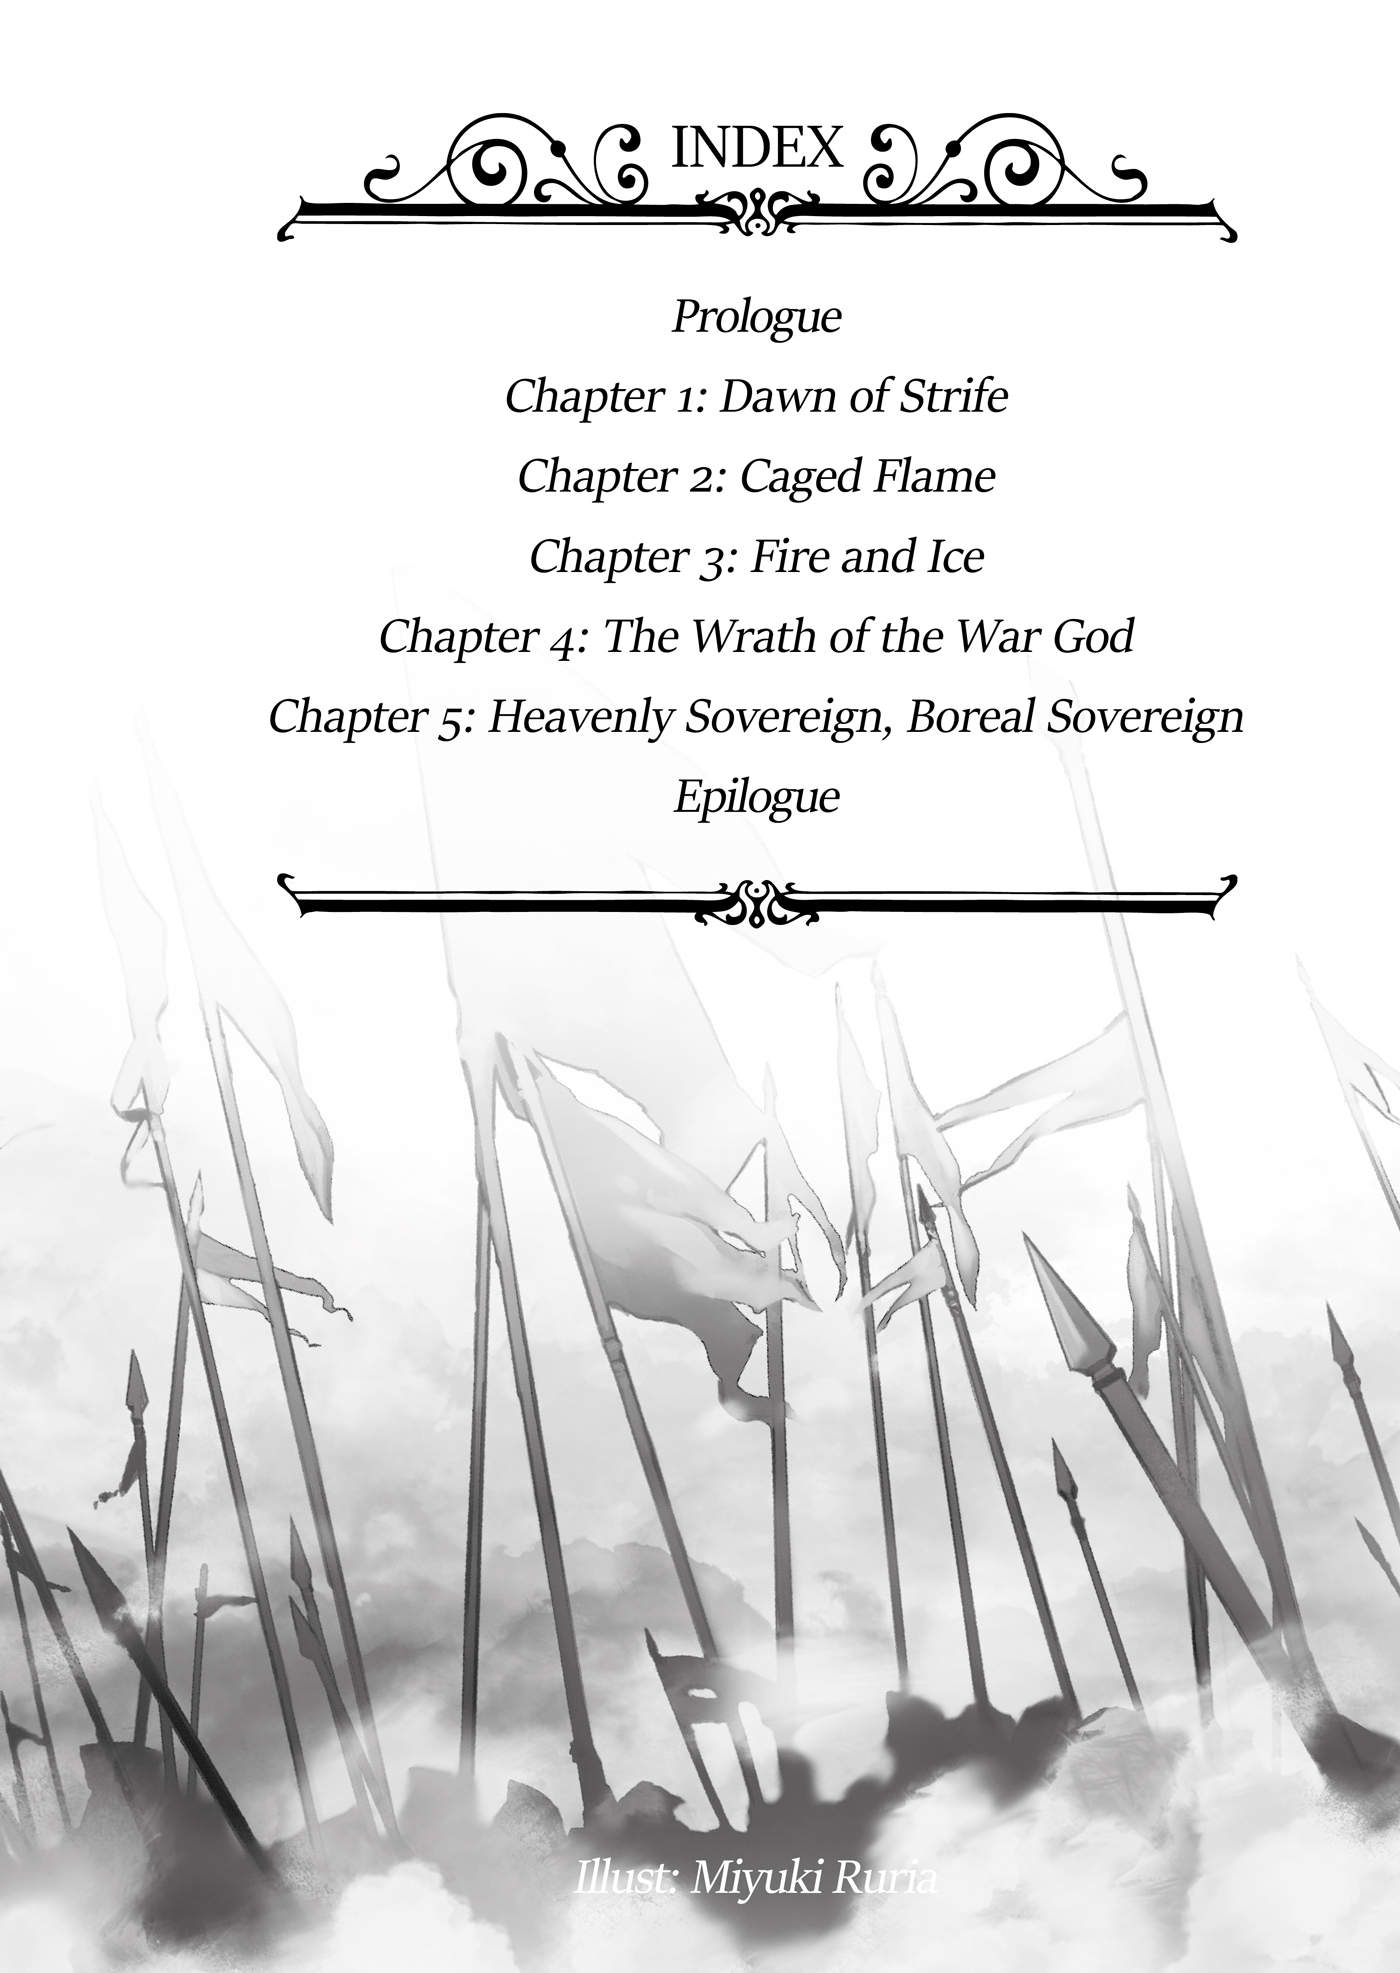 INDEX
Prologue
Chapter 1: Dawn of Strife
Chapter 2: Caged Flame
Chapter 3: Fire and Ice
Chapter 4: The Wrath of the War God
Chapter 5: Heavenly Sovereign, Boreal Sovereign
Epilogue
Illust: Miyuki Ruria